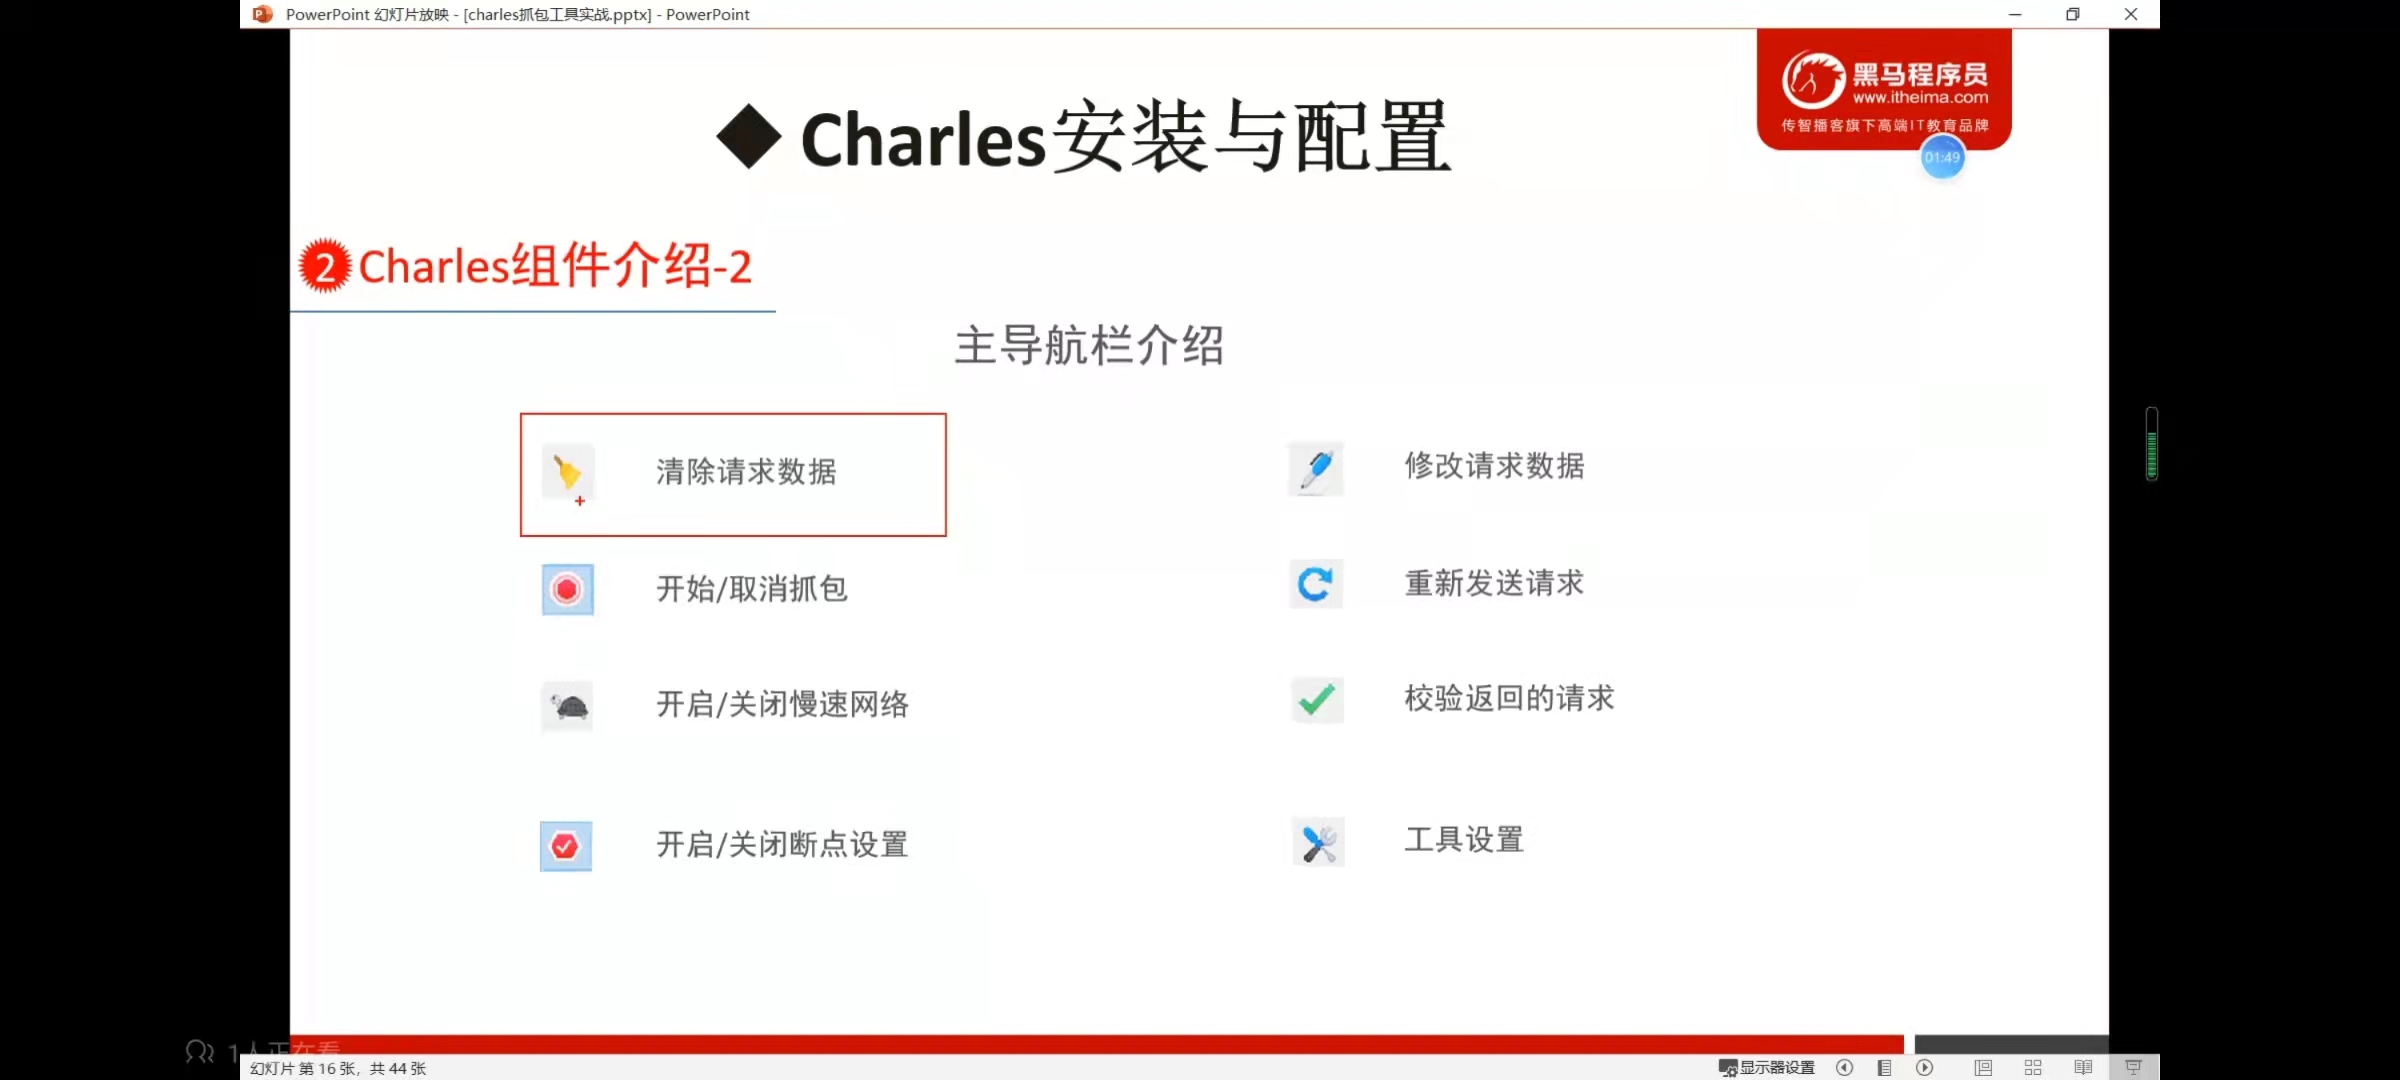 PowerPoint 幻灯片放映 - [charles抓包工具实战.pptx] - PowerPoint
黑马程序员
www.itheima.com
传智播客旗下高端IT教育品牌
01:49
Charles安装与配置
2 Charles组件介绍-2
主导航栏介绍
清除请求数据
修改请求数据
开始/取消抓包
重新发送请求
开启/关闭慢速网络
校验返回的请求
开启/关闭断点设置
工具设置
1人正在看
幻灯片 第 16 张，共 44 张
显示器设置